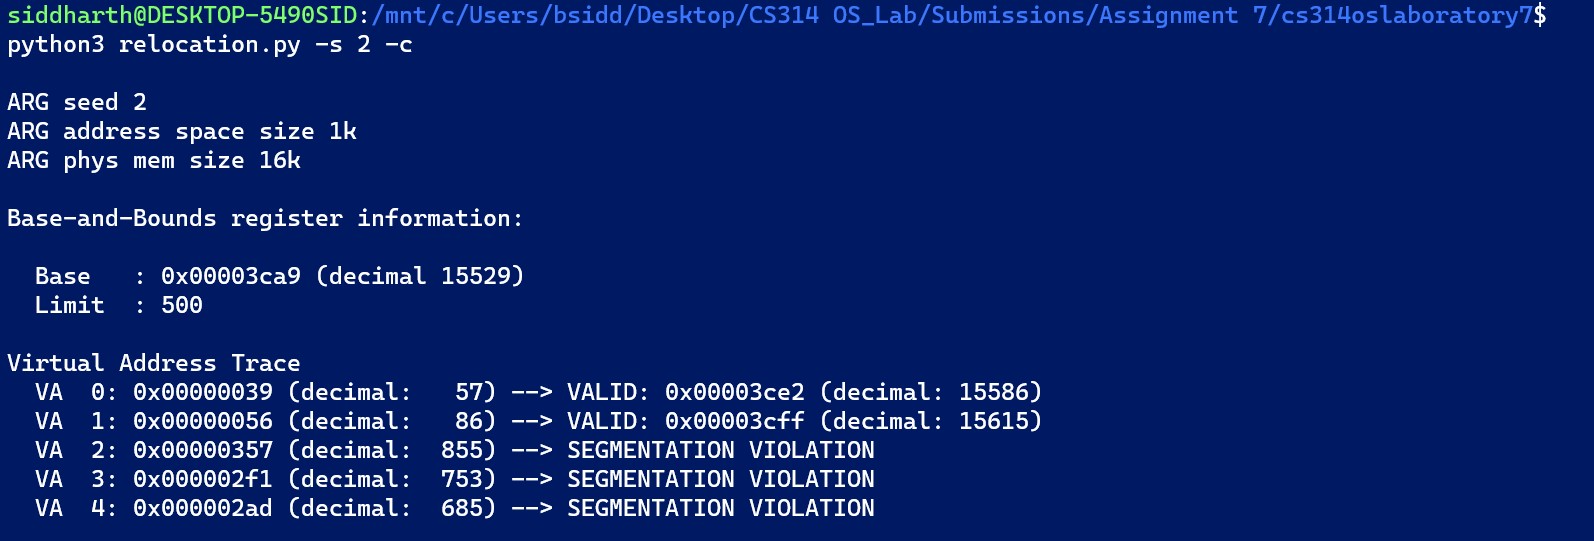 siddharth@DESKTOP-5490SID:/mnt/c/Users/bsidd/Desktop/CS314 OS_Lab/Submissions/Assignment 7/cs314oslaboratory7$
python3 relocation.py -s 2 -c
ARG seed 2
ARG address space size 1k
ARG phys mem size 16k
Base-and-Bounds register information:
  Base   : 0x00003ca9 (decimal 15529)
  Limit  : 500
Virtual Address Trace
  VA  0: 0x00000039 (decimal:   57) --> VALID: 0x00003ce2 (decimal: 15586)
  VA  1: 0x00000056 (decimal:   86) --> VALID: 0x00003cff (decimal: 15615)
  VA  2: 0x00000357 (decimal:  855) --> SEGMENTATION VIOLATION
  VA  3: 0x000002f1 (decimal:  753) --> SEGMENTATION VIOLATION
  VA  4: 0x000002ad (decimal:  685) --> SEGMENTATION VIOLATION